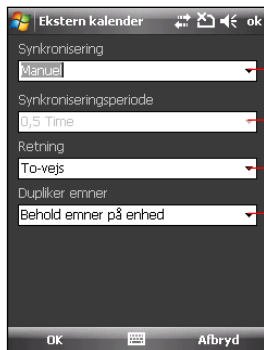 Ekstern kalender ok
Synkronisering
Manuel
Synkroniseringsperiode
0,5 Time
Retning
To-vejs
Dupliker emner
Behold emner på enhed
OK Afbryd